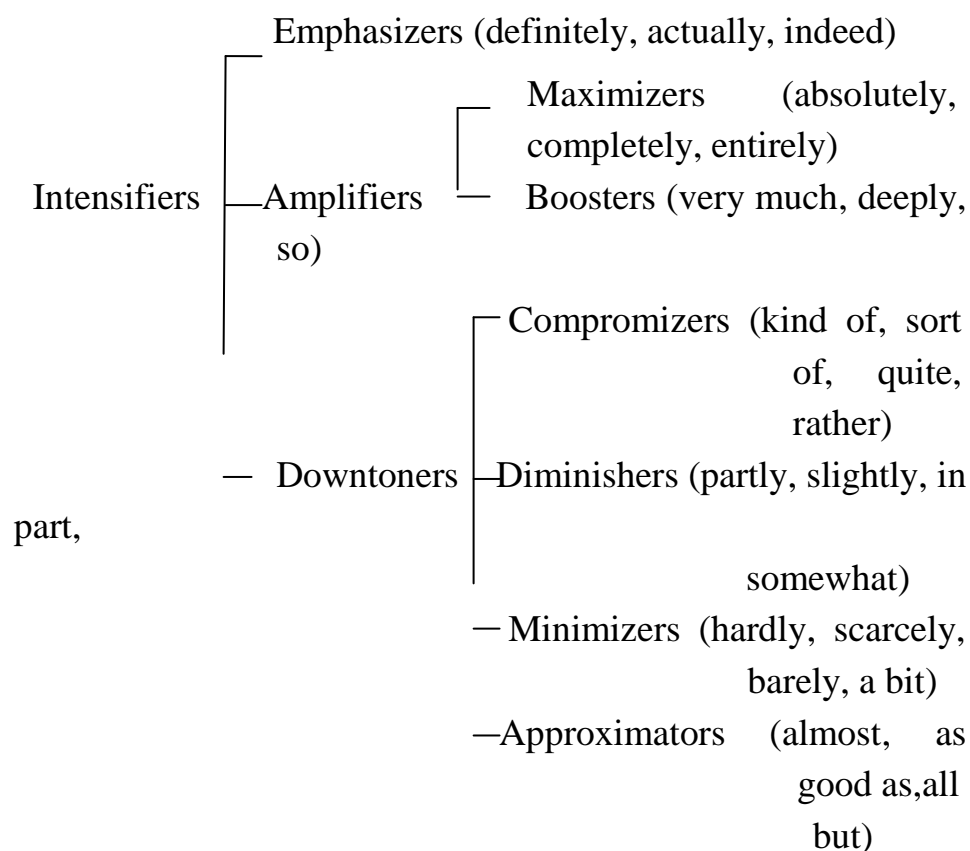 Emphasizers (definitely, actually, indeed)
Maximizers (absolutely,
completely, entirely)
Intensifiers Amplifiers Boosters (very much, deeply,
so)
Compromizers (kind of, sort
of, quite,
rather)
Downtoners Diminishers (partly, slightly, in
part,
somewhat)
Minimizers (hardly, scarcely,
barely, a bit)
Approximators (almost, as
good as,all
but)